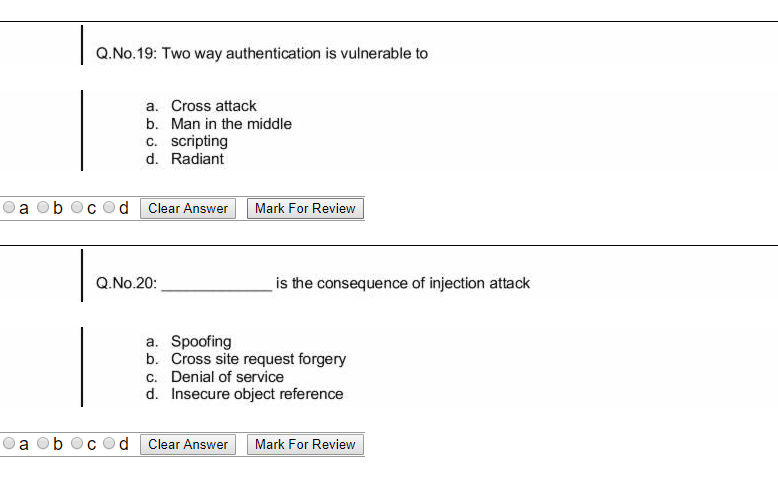 Q.No.19: Two way authentication is vulnerable to
a. Cross attack
b. Man in the middle
c. scripting
d. Radiant
a b c d Clear Answer Mark For Review
Q.No.20: ______________ is the consequence of injection attack
a. Spoofing
b. Cross site request forgery
c. Denial of service
d. Insecure object reference
a b c d Clear Answer Mark For Review